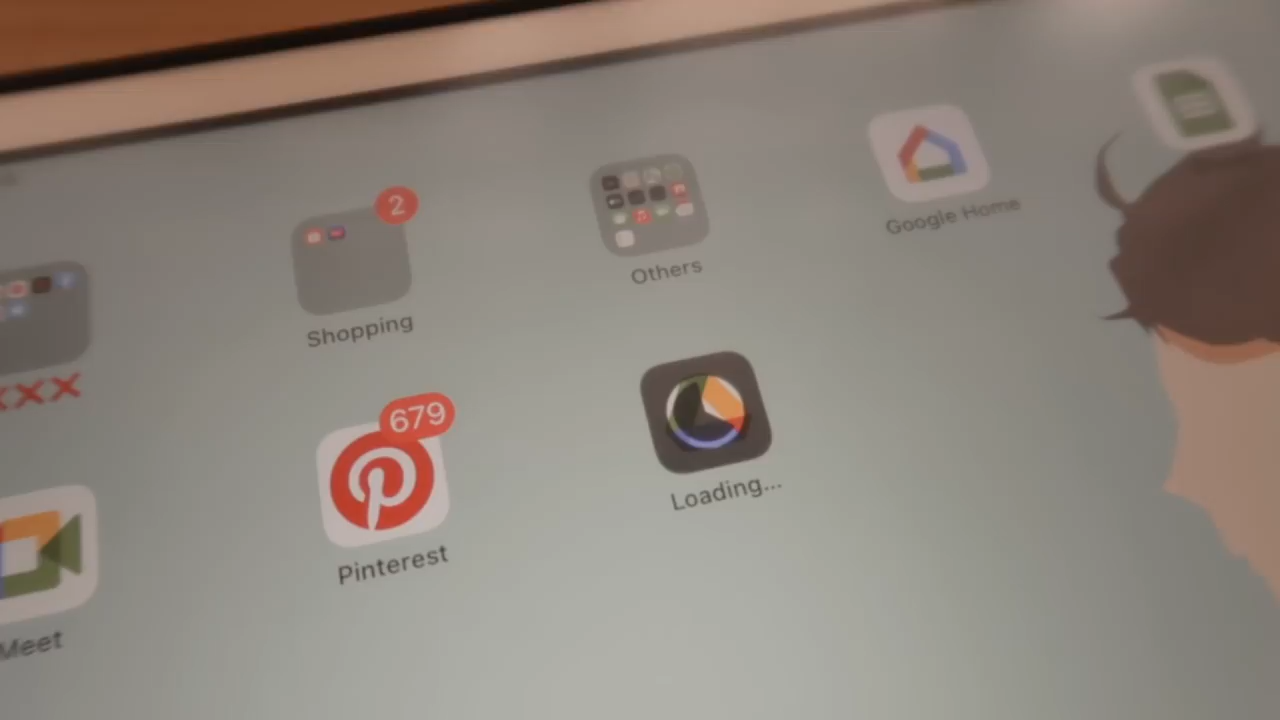 2
Shopping
Others
Google Home
XXX
679
Pinterest
Loading...
Meet